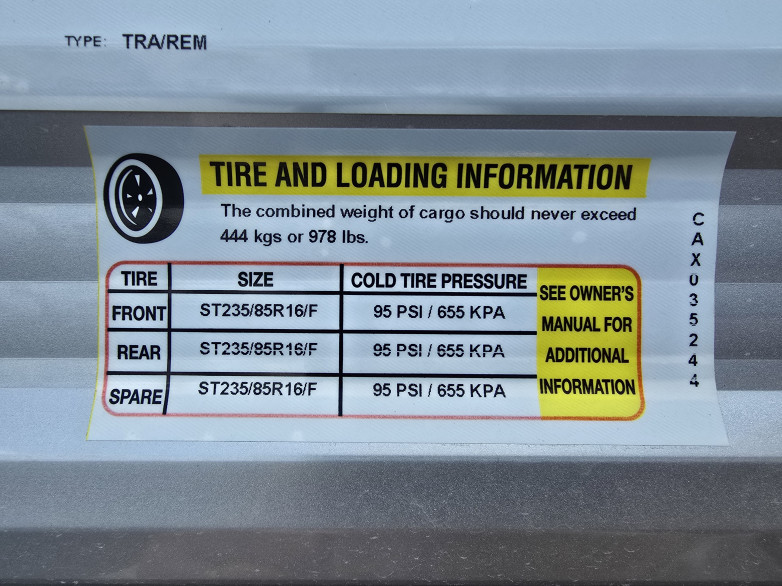 TYPE: TRA/REM
TIRE AND LOADING INFORMATION
The combined weight of cargo should never exceed
444 kgs or 978 lbs.
TIRE SIZE COLD TIRE PRESSURE
FRONT ST235/85R16/F 95 PSI / 655 KPA
REAR ST235/85R16/F 95 PSI / 655 KPA
SPARE ST235/85R16/F 95 PSI / 655 KPA
SEE OWNER'S
MANUAL FOR
ADDITIONAL
INFORMATION
CAX035244